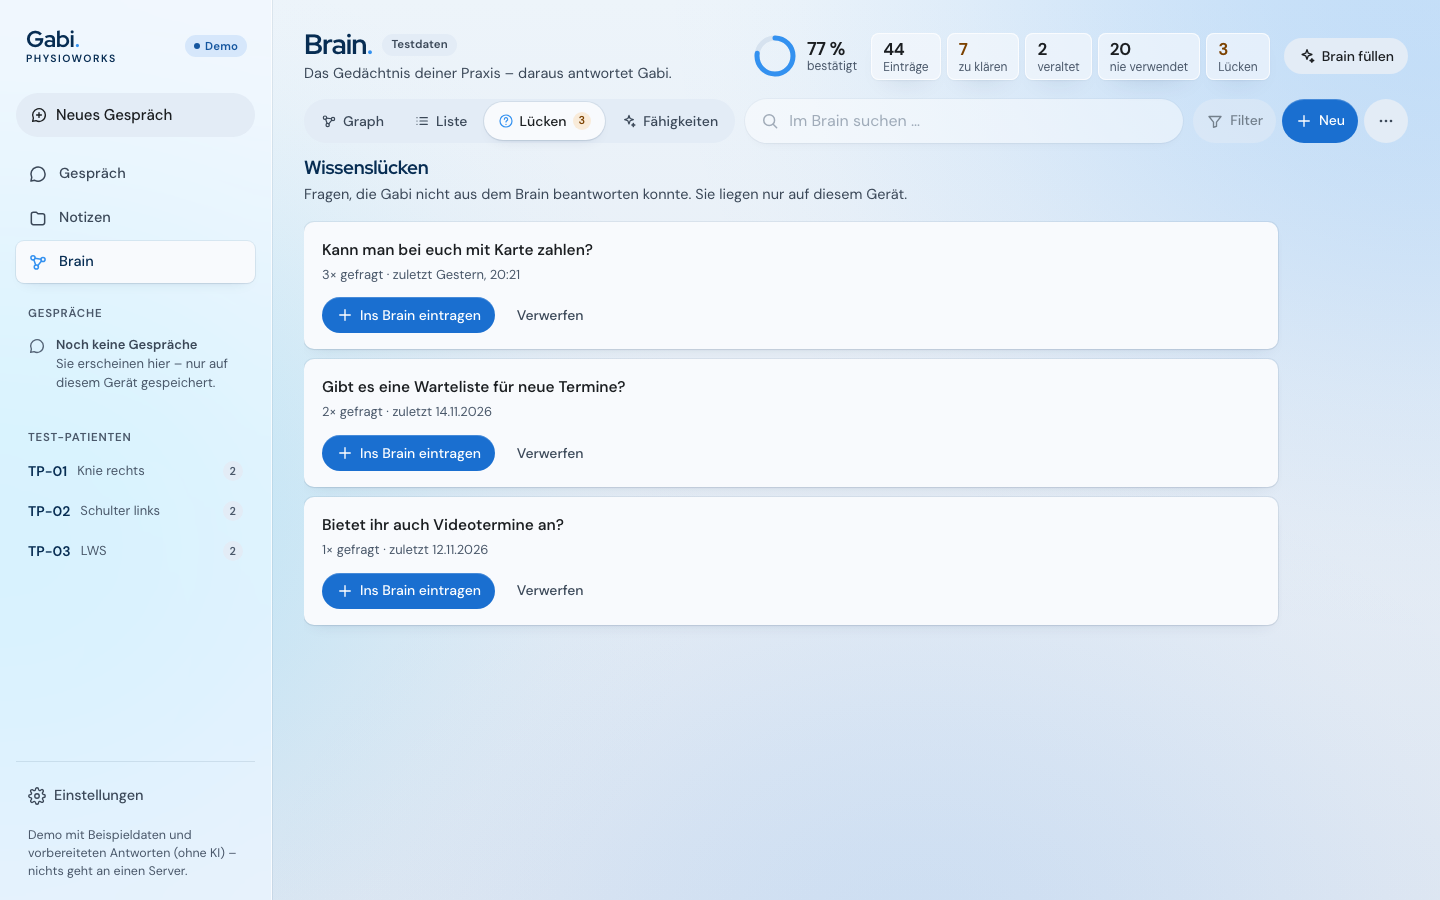 Gabi.
PHYSIOWORKS
Demo
Neues Gespräch
Gespräch
Notizen
Brain
GESPRÄCHE
Noch keine Gespräche
Sie erscheinen hier – nur auf
diesem Gerät gespeichert.
TEST-PATIENTEN
TP-01 Knie rechts 2
TP-02 Schulter links 2
TP-03 LWS 2
Einstellungen
Demo mit Beispieldaten und
vorbereiteten Antworten (ohne KI) –
nichts geht an einen Server.
Brain. Testdaten
Das Gedächtnis deiner Praxis – daraus antwortet Gabi.
77 %
bestätigt
44
Einträge
7
zu klären
2
veraltet
20
nie verwendet
3
Lücken
Brain füllen
Graph
Liste
Lücken 3
Fähigkeiten
Im Brain suchen ...
Filter
Neu
Wissenslücken
Fragen, die Gabi nicht aus dem Brain beantworten konnte. Sie liegen nur auf diesem Gerät.
Kann man bei euch mit Karte zahlen?
3× gefragt · zuletzt Gestern, 20:21
Ins Brain eintragen Verwerfen
Gibt es eine Warteliste für neue Termine?
2× gefragt · zuletzt 14.11.2026
Ins Brain eintragen Verwerfen
Bietet ihr auch Videotermine an?
1× gefragt · zuletzt 12.11.2026
Ins Brain eintragen Verwerfen